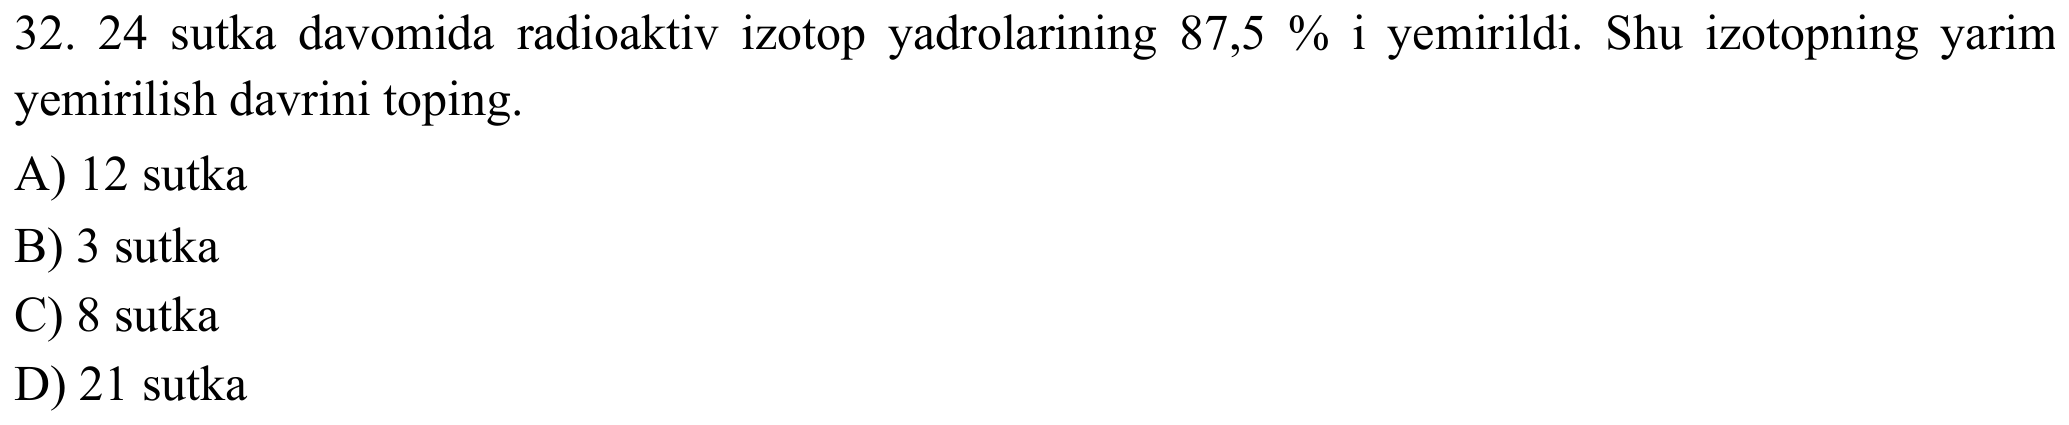 32. 24 sutka davomida radioaktiv izotop yadrolarining 87,5 % i yemirildi. Shu izotopning yarim
yemirilish davrini toping.
A) 12 sutka
B) 3 sutka
C) 8 sutka
D) 21 sutka